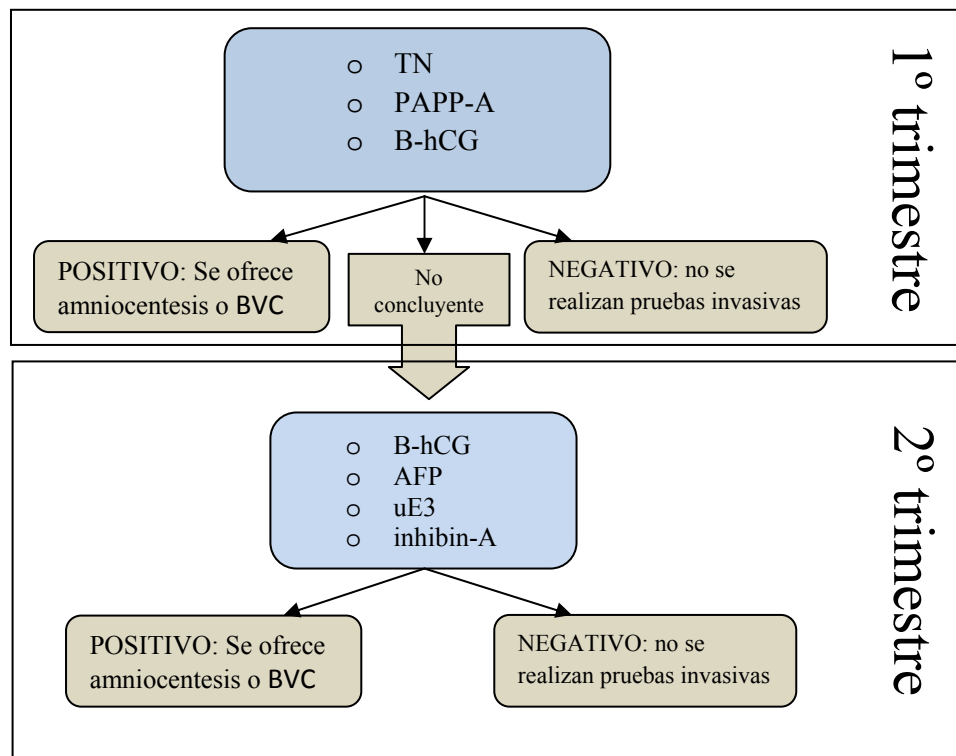 1º trimestre
o TN
o PAPP-A
o B-hCG
POSITIVO: Se ofrece
amniocentesis o BVC
No
concluyente
NEGATIVO: no se
realizan pruebas invasivas
2º trimestre
o B-hCG
o AFP
o uE3
o inhibin-A
POSITIVO: Se ofrece
amniocentesis o BVC
NEGATIVO: no se
realizan pruebas invasivas